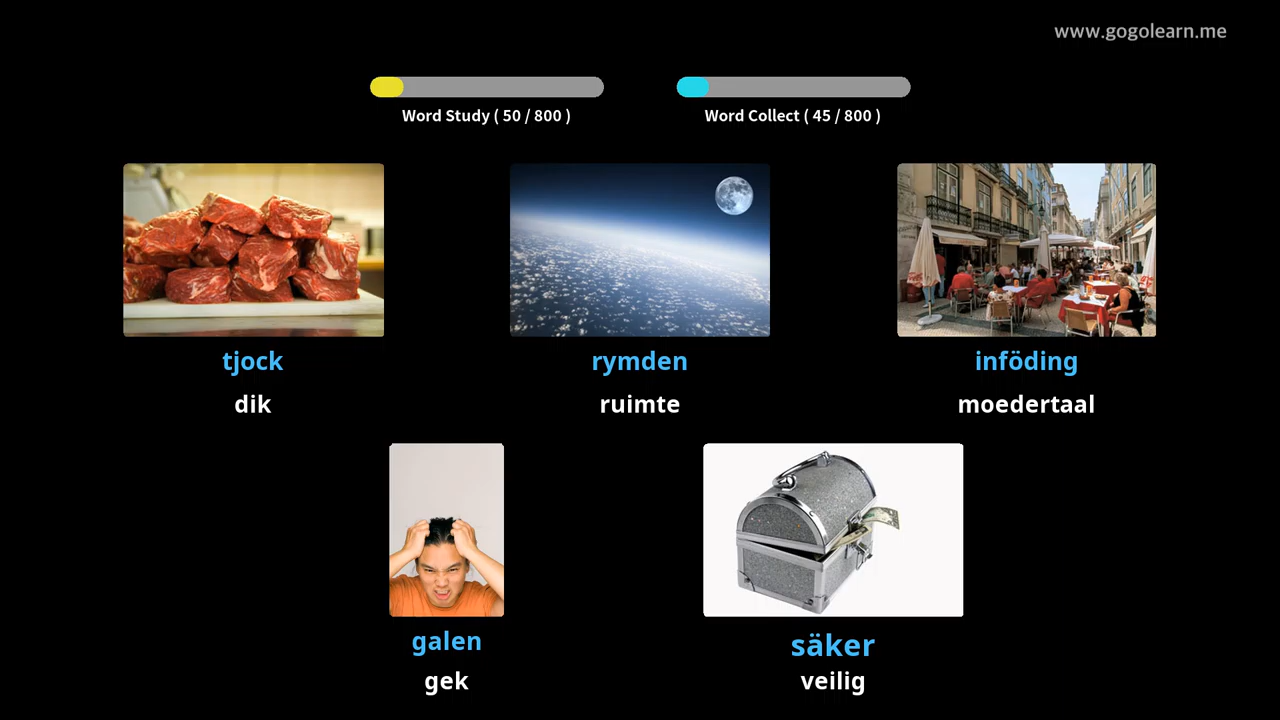 www.gogolearn.me
Word Study ( 50 / 800 )
Word Collect ( 45 / 800 )
tjock
dik
rymden
ruimte
inföding
moedertaal
galen
gek
säker
veilig